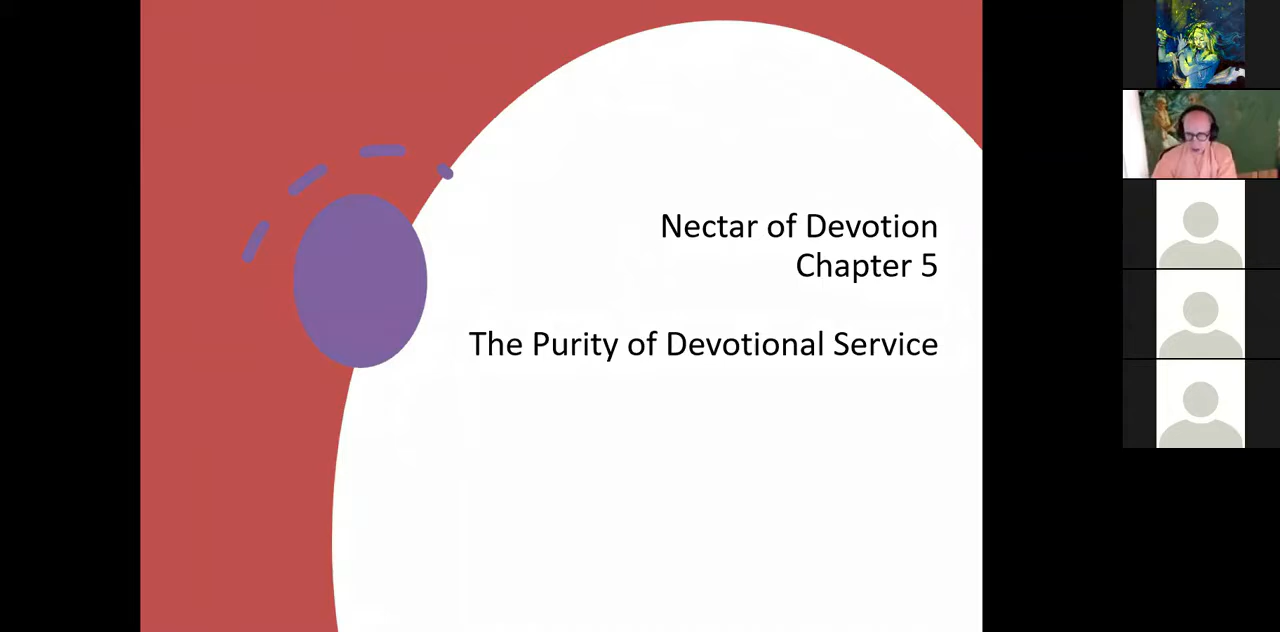 Nectar of Devotion
Chapter 5
The Purity of Devotional Service